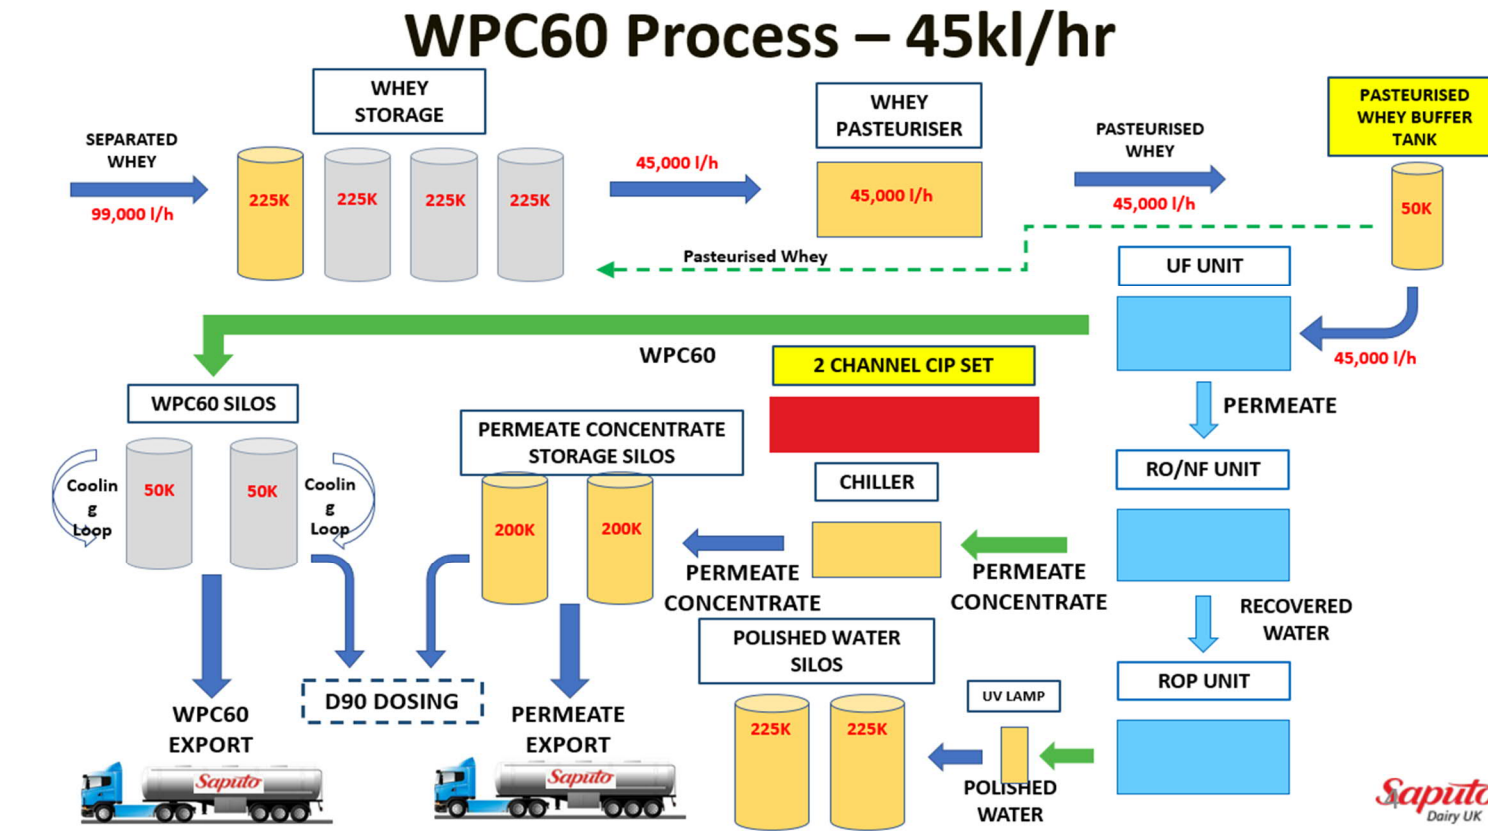 WPC60 Process – 45kl/hr
WHEY
STORAGE
SEPARATED
WHEY
99,000 l/h
225K
225K
225K
225K
45,000 l/h
WHEY
PASTEURISER
45,000 l/h
PASTEURISED
WHEY
45,000 l/h
PASTEURISED
WHEY BUFFER
TANK
50K
Pasteurised Whey
UF UNIT
45,000 l/h
WPC60
2 CHANNEL CIP SET
PERMEATE
WPC60 SILOS
Coolin
g
Loop
50K
50K
Coolin
g
Loop
PERMEATE CONCENTRATE
STORAGE SILOS
200K
200K
CHILLER
PERMEATE
CONCENTRATE
PERMEATE
CONCENTRATE
RO/NF UNIT
RECOVERED
WATER
ROP UNIT
POLISHED WATER
SILOS
225K
225K
UV LAMP
POLISHED
WATER
D90 DOSING
WPC60
EXPORT
PERMEATE
EXPORT
Saputo
Saputo
Saputo
Dairy UK
4